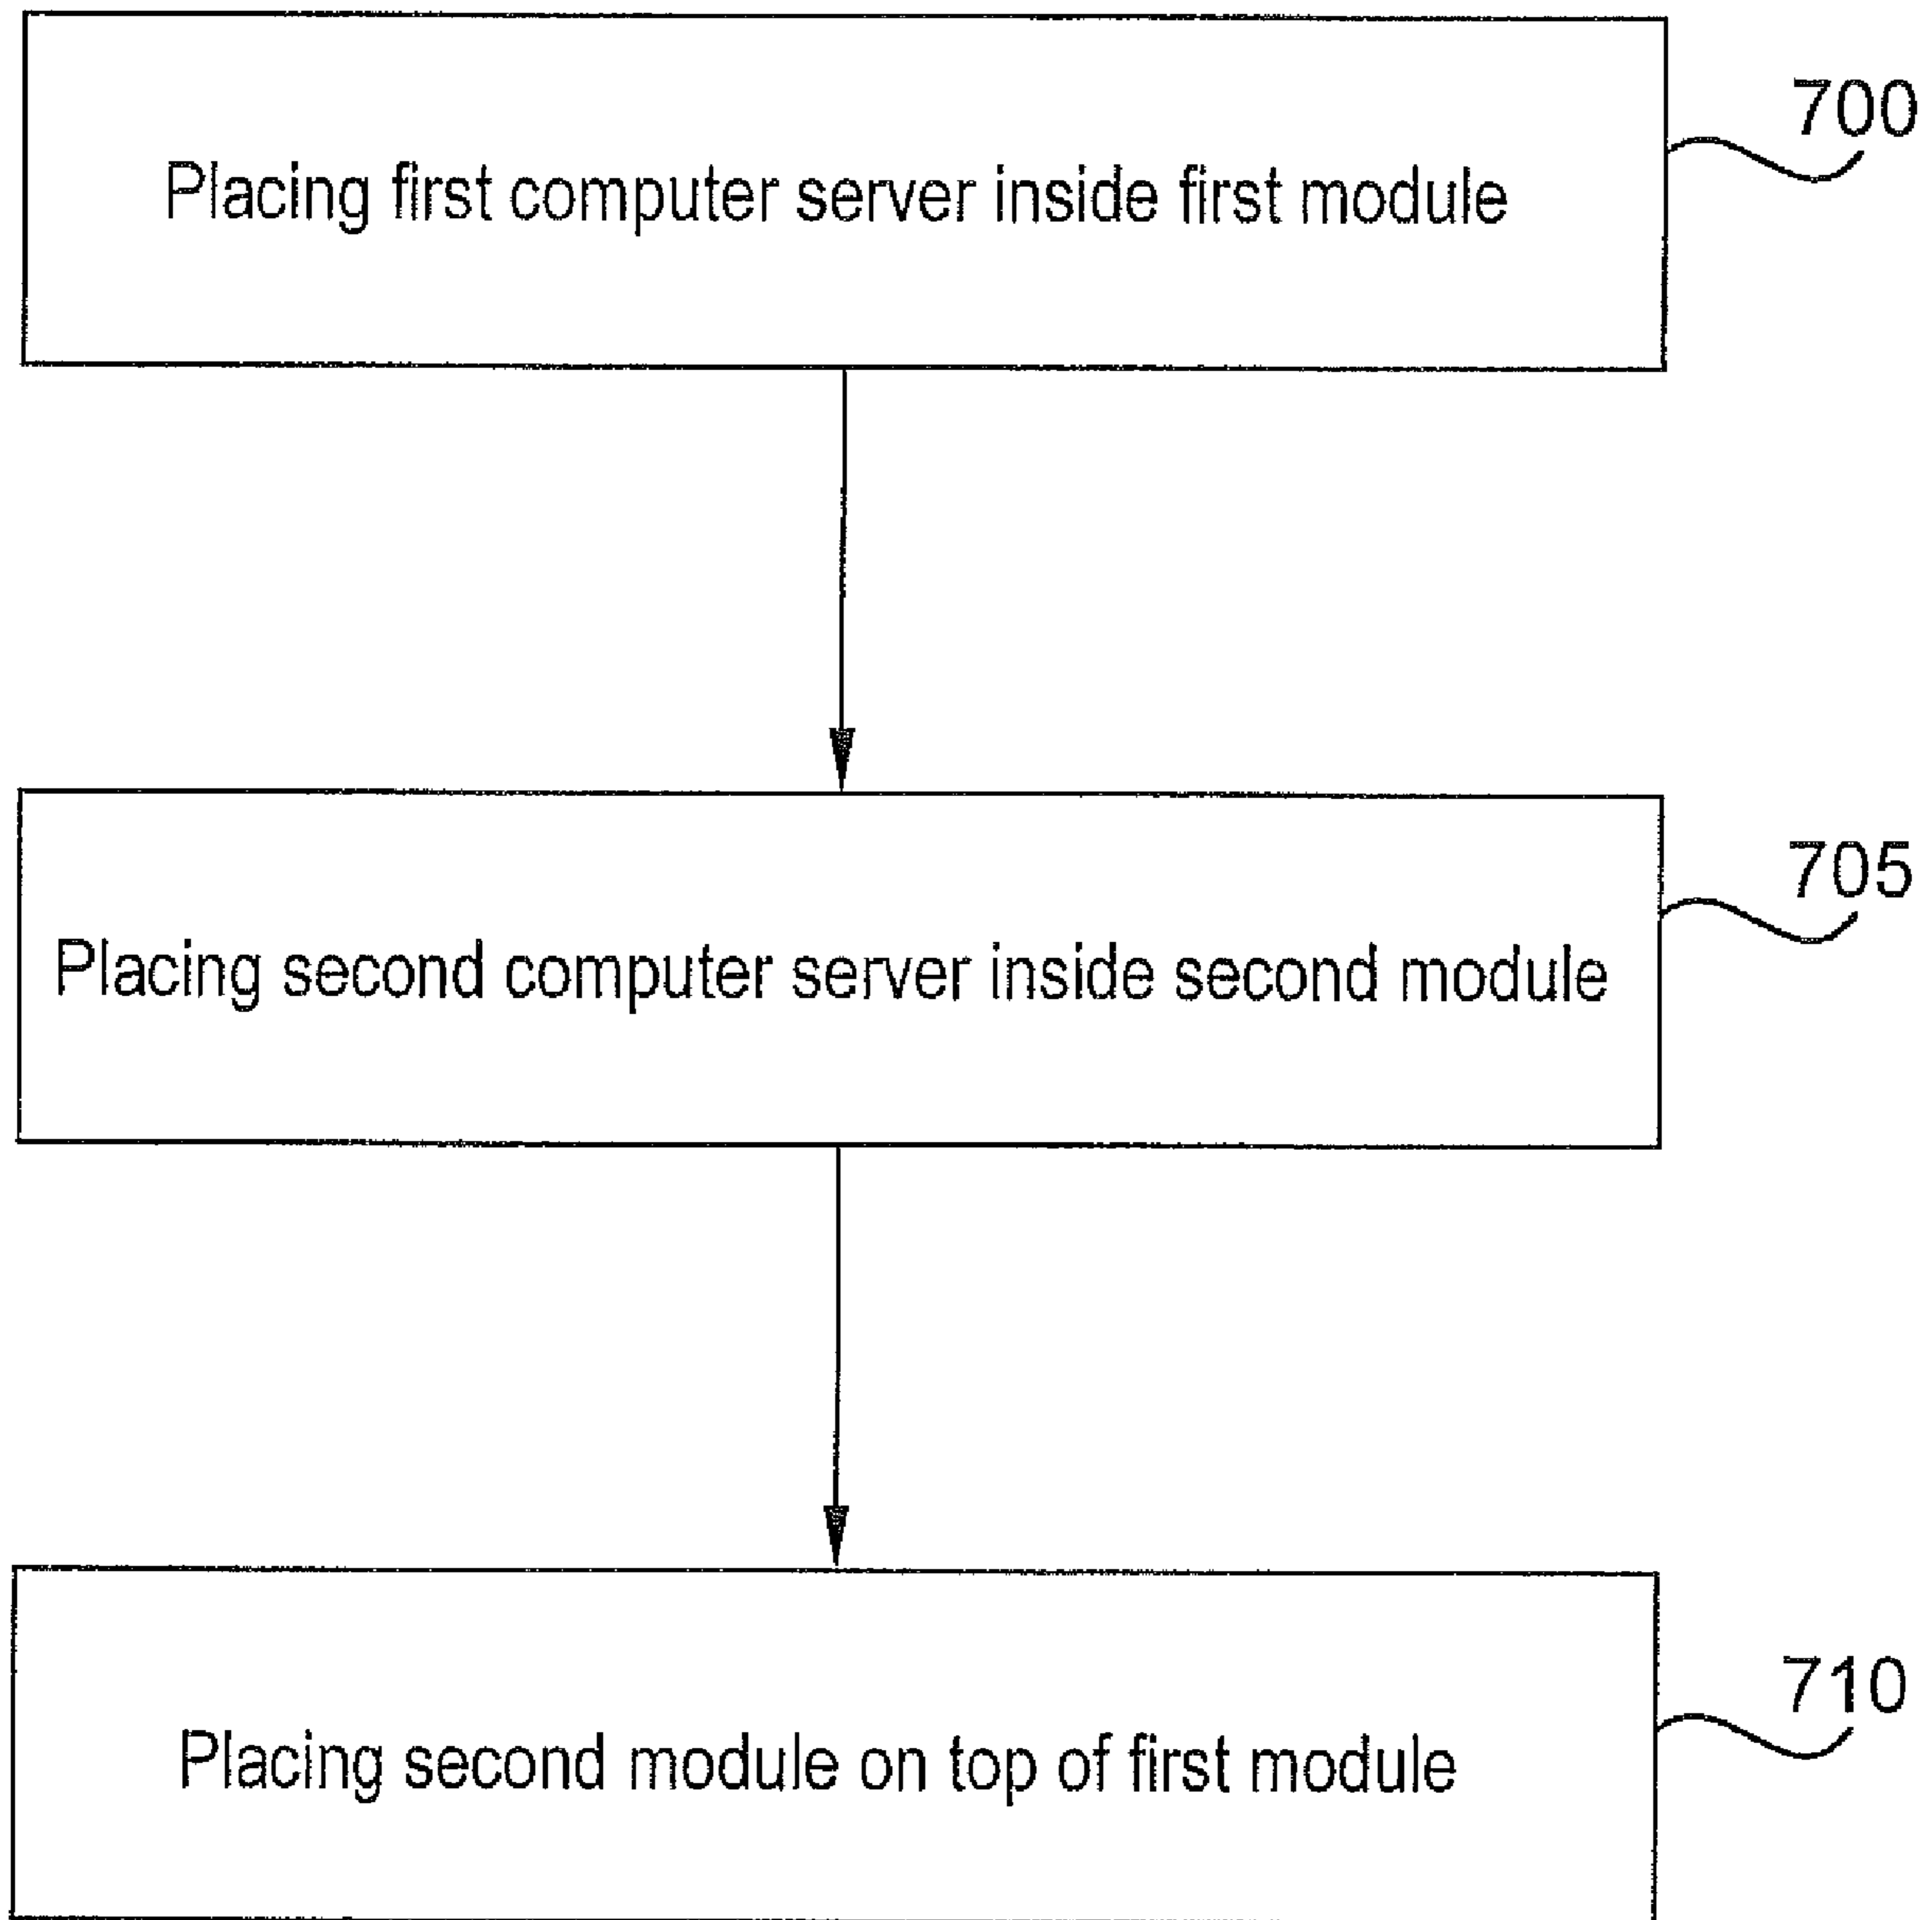 700
Placing first computer server inside first module
705
Placing second computer server inside second module
710
Placing second module on top of first module